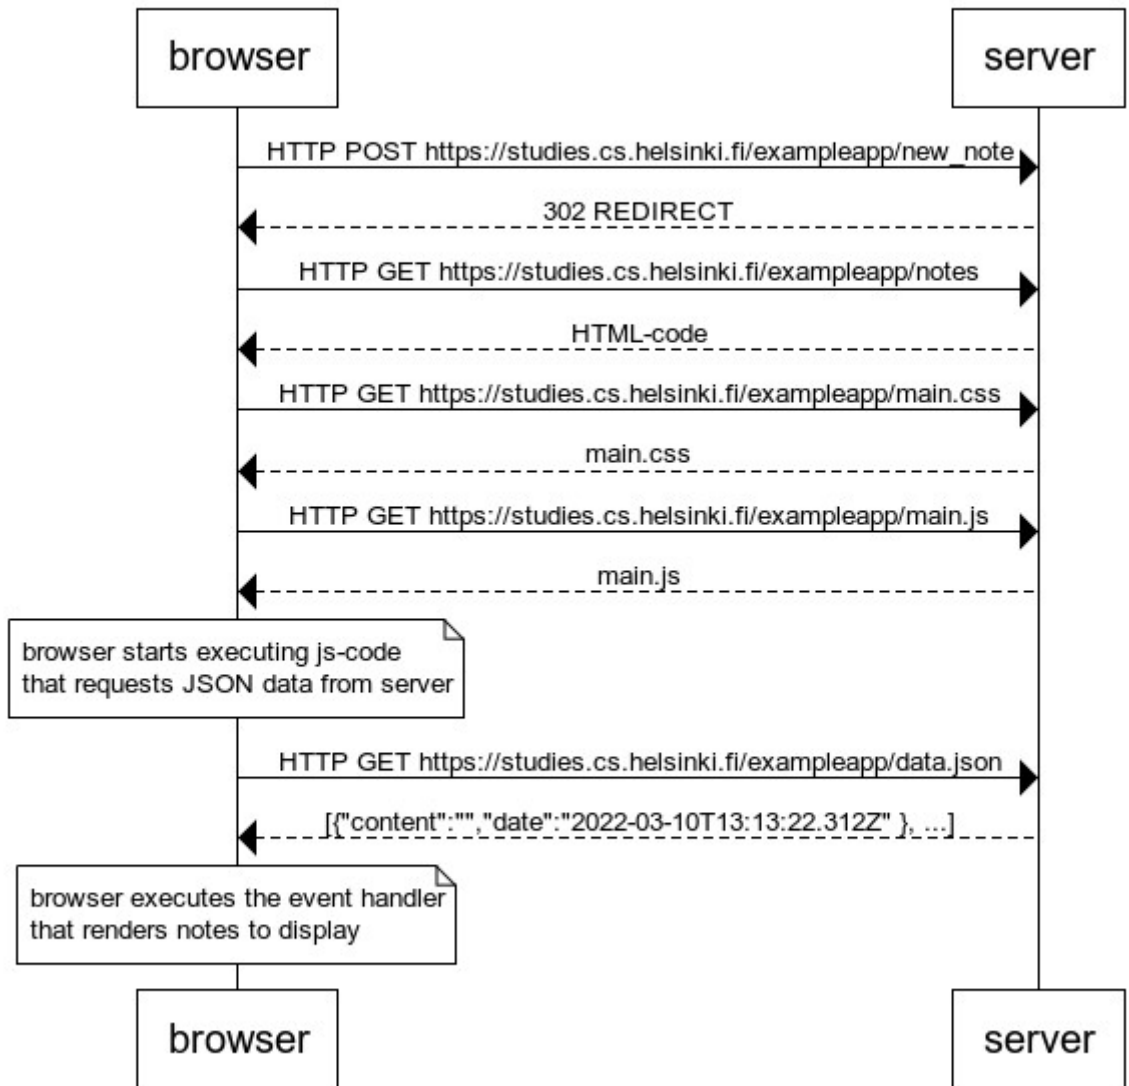 browser
server
HTTP POST https://studies.cs.helsinki.fi/exampleapp/new_note
302 REDIRECT
HTTP GET https://studies.cs.helsinki.fi/exampleapp/notes
HTML-code
HTTP GET https://studies.cs.helsinki.fi/exampleapp/main.css
main.css
HTTP GET https://studies.cs.helsinki.fi/exampleapp/main.js
main.js
browser starts executing js-code
that requests JSON data from server
HTTP GET https://studies.cs.helsinki.fi/exampleapp/data.json
[{"content":"","date":"2022-03-10T13:13:22.312Z" }, ...]
browser executes the event handler
that renders notes to display
browser
server